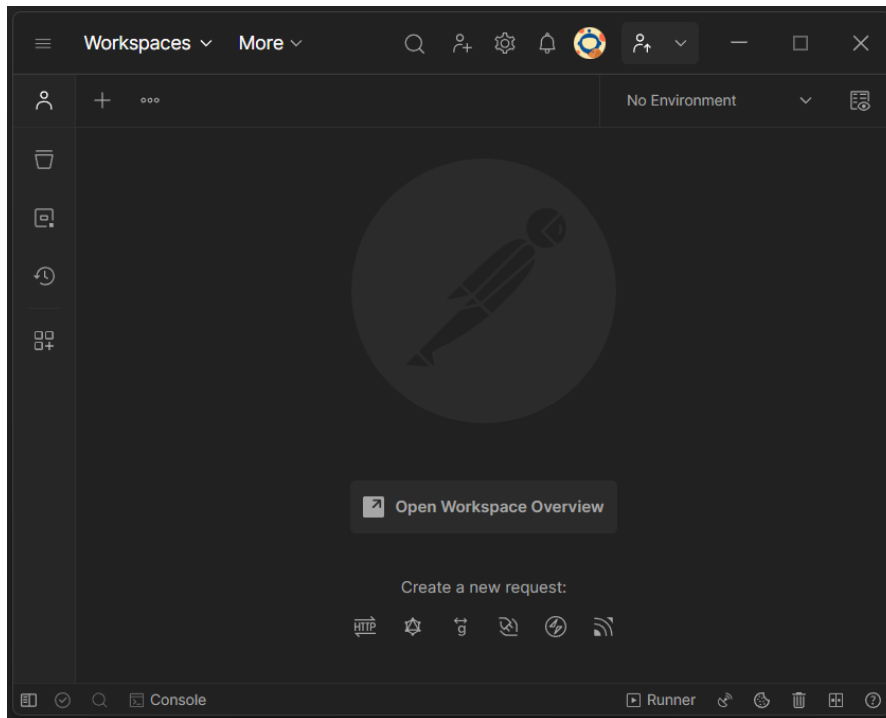 Workspaces More
No Environment
Open Workspace Overview
Create a new request:
HTTP g
Console Runner